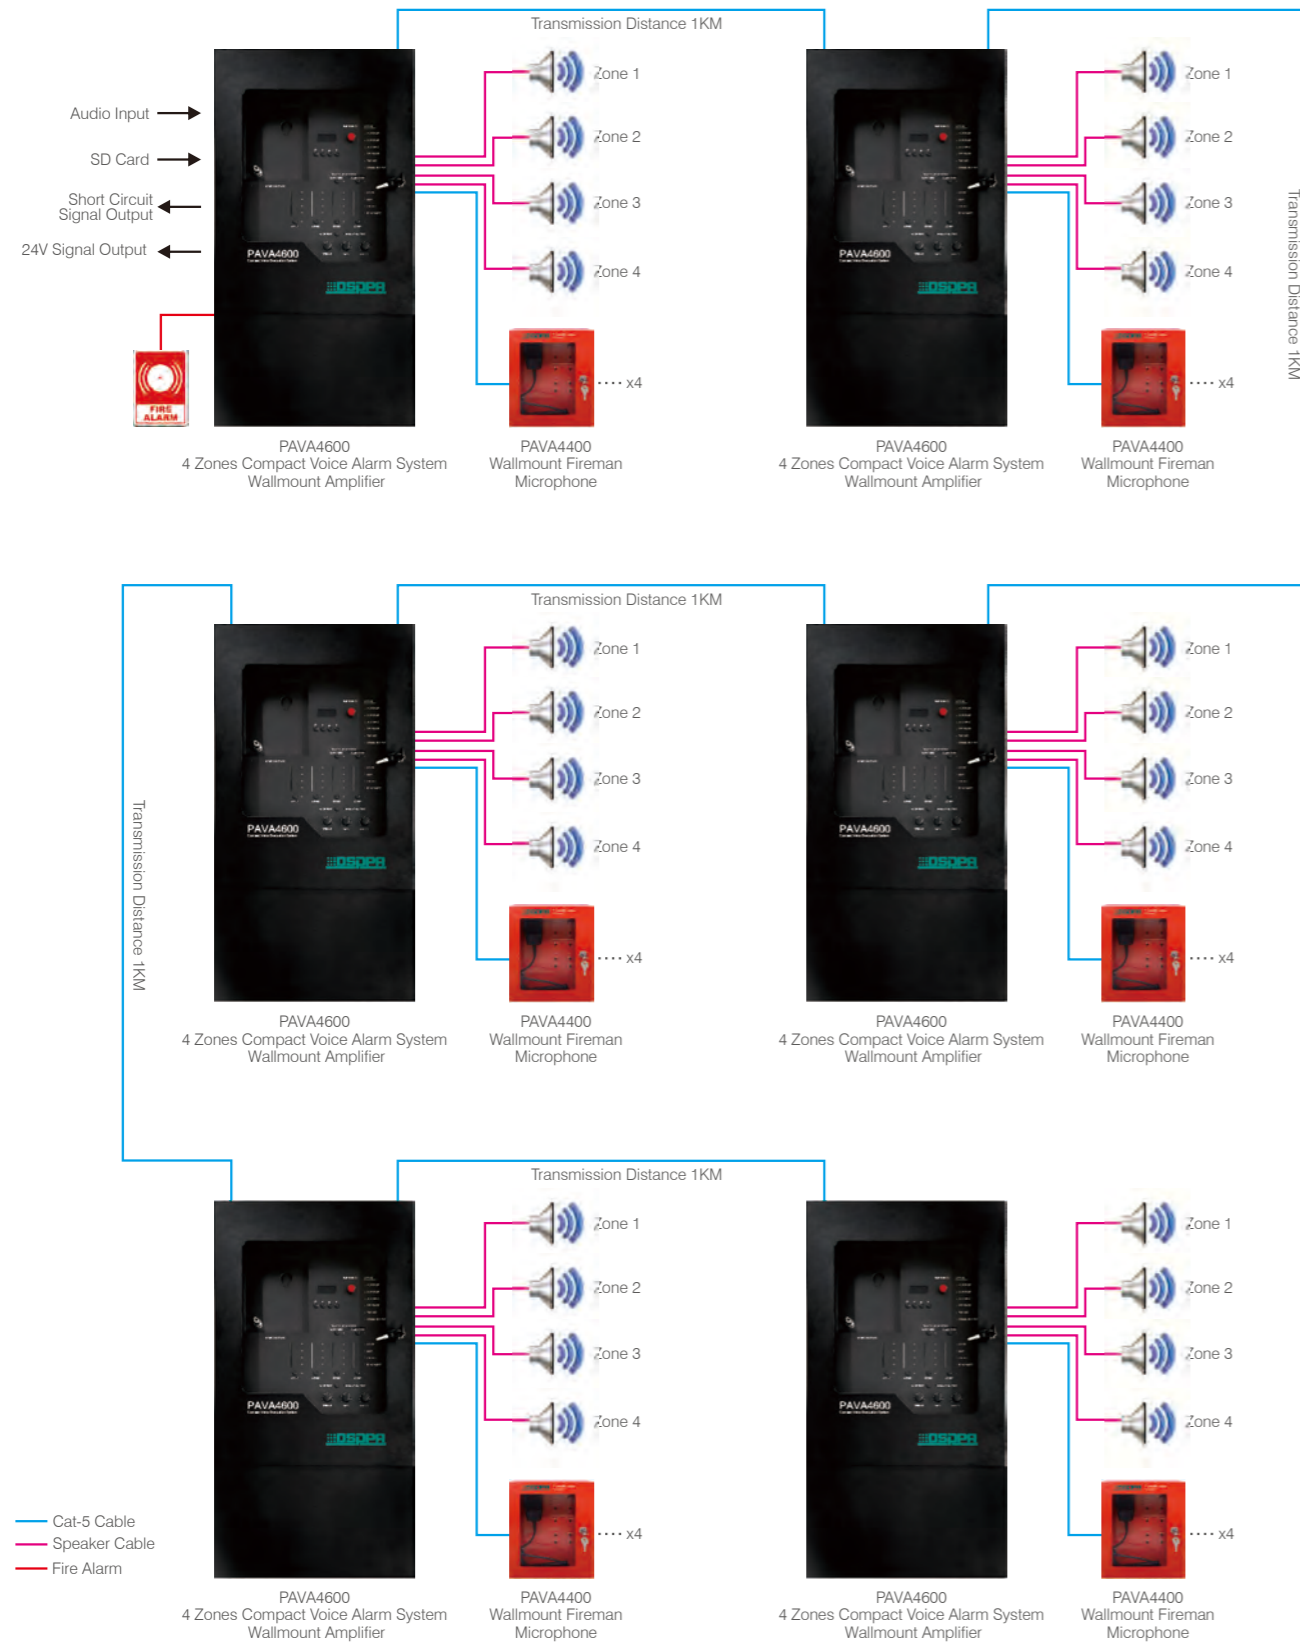 Transmission Distance 1KM
Audio Input
SD Card
Short Circuit
Signal Output
24V Signal Output
FIRE
ALARM
PAVA4600
DSPPA
Zone 1
Zone 2
Zone 3
Zone 4
···· x4
PAVA4600
4 Zones Compact Voice Alarm System
Wallmount Amplifier
PAVA4400
Wallmount Fireman
Microphone
PAVA4600
DSPPA
Zone 1
Zone 2
Zone 3
Zone 4
···· x4
PAVA4600
4 Zones Compact Voice Alarm System
Wallmount Amplifier
PAVA4400
Wallmount Fireman
Microphone
Transmission Distance 1KM
Transmission Distance 1KM
PAVA4600
DSPPA
Zone 1
Zone 2
Zone 3
Zone 4
···· x4
PAVA4600
4 Zones Compact Voice Alarm System
Wallmount Amplifier
PAVA4400
Wallmount Fireman
Microphone
PAVA4600
DSPPA
Zone 1
Zone 2
Zone 3
Zone 4
···· x4
PAVA4600
4 Zones Compact Voice Alarm System
Wallmount Amplifier
PAVA4400
Wallmount Fireman
Microphone
Transmission Distance 1KM
Transmission Distance 1KM
PAVA4600
DSPPA
Zone 1
Zone 2
Zone 3
Zone 4
···· x4
PAVA4600
4 Zones Compact Voice Alarm System
Wallmount Amplifier
PAVA4400
Wallmount Fireman
Microphone
PAVA4600
DSPPA
Zone 1
Zone 2
Zone 3
Zone 4
···· x4
PAVA4600
4 Zones Compact Voice Alarm System
Wallmount Amplifier
PAVA4400
Wallmount Fireman
Microphone
Cat-5 Cable
Speaker Cable
Fire Alarm